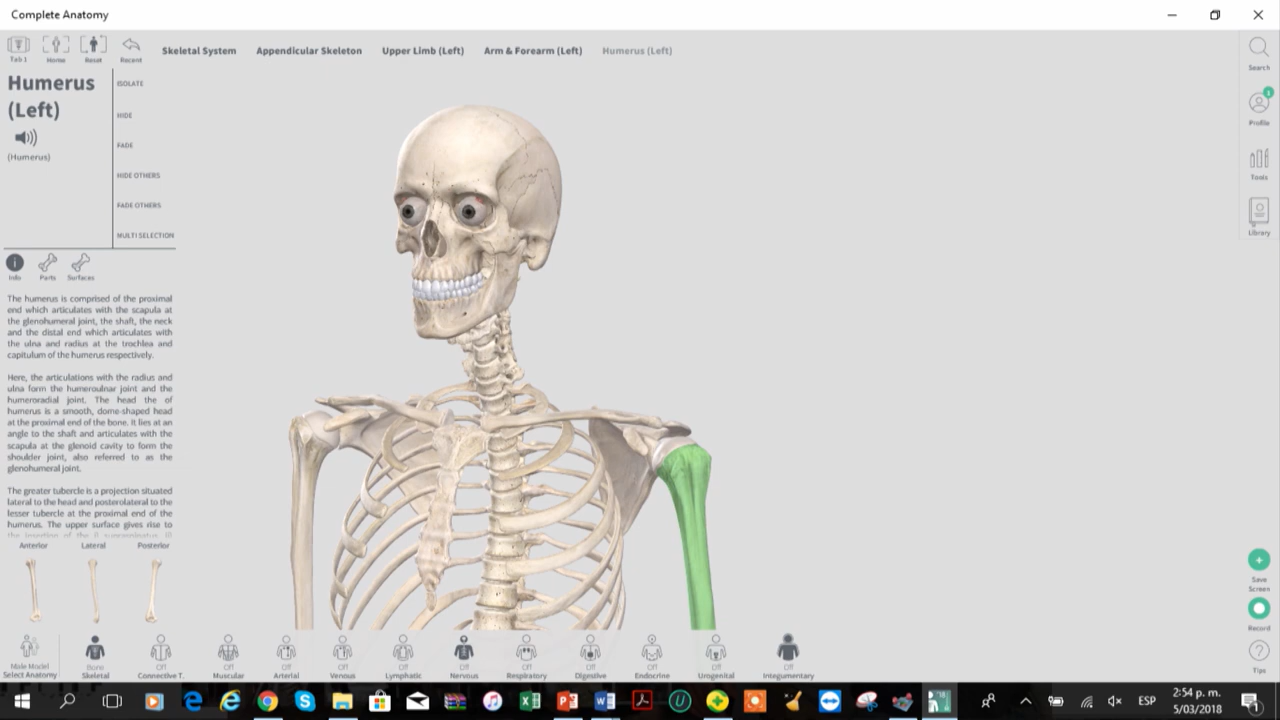 Complete Anatomy
Tab 1
Home
Reset
Recent
Skeletal System
Appendicular Skeleton
Upper Limb (Left)
Arm & Forearm (Left)
Humerus (Left)
Search
Profile
Tools
Library
Humerus
(Left)
(Humerus)
ISOLATE
HIDE
FADE
HIDE OTHERS
FADE OTHERS
MULTI SELECTION
Info
Parts
Surfaces
The humerus is comprised of the proximal
end which articulates with the scapula at
the glenohumeral joint, the shaft, the neck
and the distal end which articulates with
the ulna and radius at the trochlea and
capitulum of the humerus respectively.
Here, the articulations with the radius and
ulna form the humeroulnar joint and the
humeroradial joint. The head the of
humerus is a smooth, dome-shaped head
at the proximal end of the bone. It lies at an
angle to the shaft and articulates with the
scapula at the glenoid cavity to form the
shoulder joint, also referred to as the
glenohumeral joint.
The greater tubercle is a projection situated
lateral to the head and posterolateral to the
lesser tubercle at the proximal end of the
humerus. The upper surface gives rise to
Anterior
Lateral
Posterior
Save
Screen
Record
Tips
Male Model
Select Anatomy
Bone
Skeletal
Off
Connective T.
Off
Muscular
Off
Arterial
Off
Venous
Off
Lymphatic
Off
Nervous
Off
Respiratory
Off
Digestive
Off
Endocrine
Off
Urogenital
Off
Integumentary
ESP
2:54 p. m.
5/03/2018